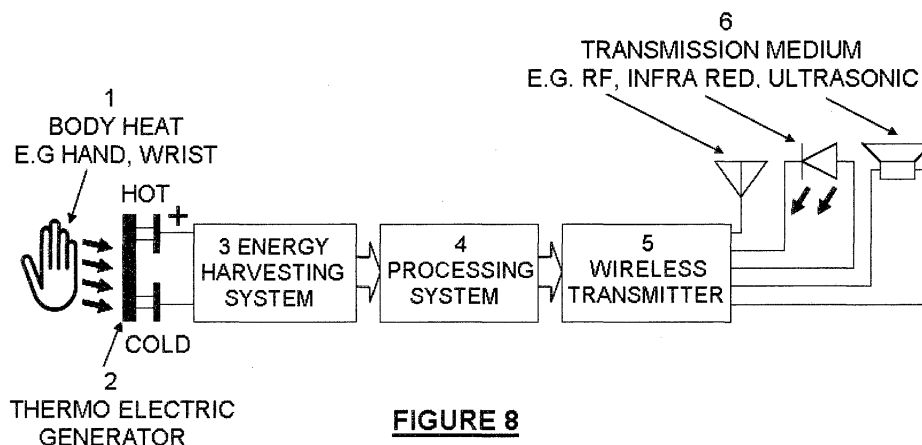 6
TRANSMISSION MEDIUM
E.G. RF, INFRA RED, ULTRASONIC
1
BODY HEAT
E.G HAND, WRIST
HOT
+
3 ENERGY
HARVESTING
SYSTEM
4
PROCESSING
SYSTEM
5
WIRELESS
TRANSMITTER
COLD
2
THERMO ELECTRIC
GENERATOR
FIGURE 8